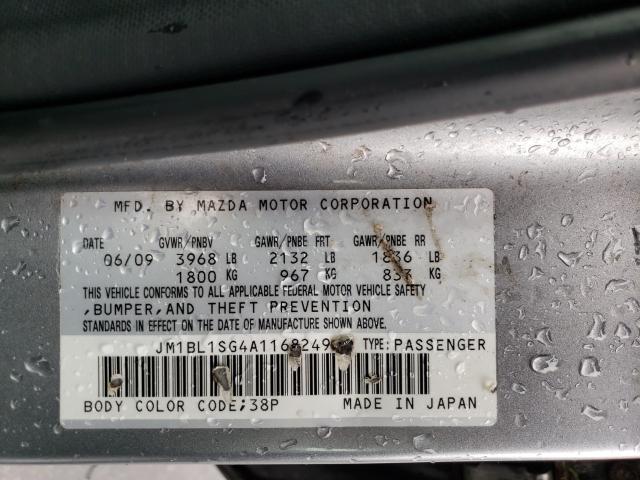 MFD. BY MAZDA MOTOR CORPORATION
DATE GVWR/PNBV GAWR/PNBE FRT GAWR/PNBE RR
06/09 3968 LB 2132 LB 1836 LB
1800 KG 967 KG 833 KG
THIS VEHICLE CONFORMS TO ALL APPLICABLE FEDERAL MOTOR VEHICLE SAFETY
,BUMPER,AND THEFT PREVENTION
STANDARDS IN EFFECT ON THE DATE OF MANUFACTURE SHOWN ABOVE.
JM1BL1SG4A1168249 TYPE:PASSENGER
BODY COLOR CODE;38P MADE IN JAPAN